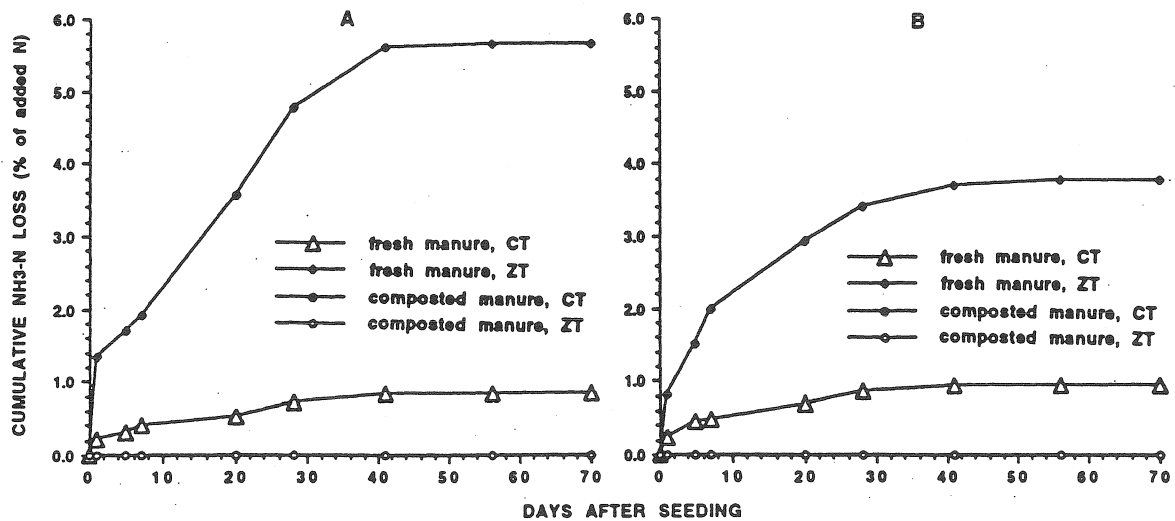 A
B
CUMULATIVE NH3-N LOSS (% of added N)
6.0
5.0
4.0
3.0
2.0
1.0
0.0
0 10 20 30 40 50 60 70
fresh manure, CT
fresh manure, ZT
composted manure, CT
composted manure, ZT
6.0
5.0
4.0
3.0
2.0
1.0
0.0
0 10 20 30 40 50 60 70
fresh manure, CT
fresh manure, ZT
composted manure, CT
composted manure, ZT
DAYS AFTER SEEDING